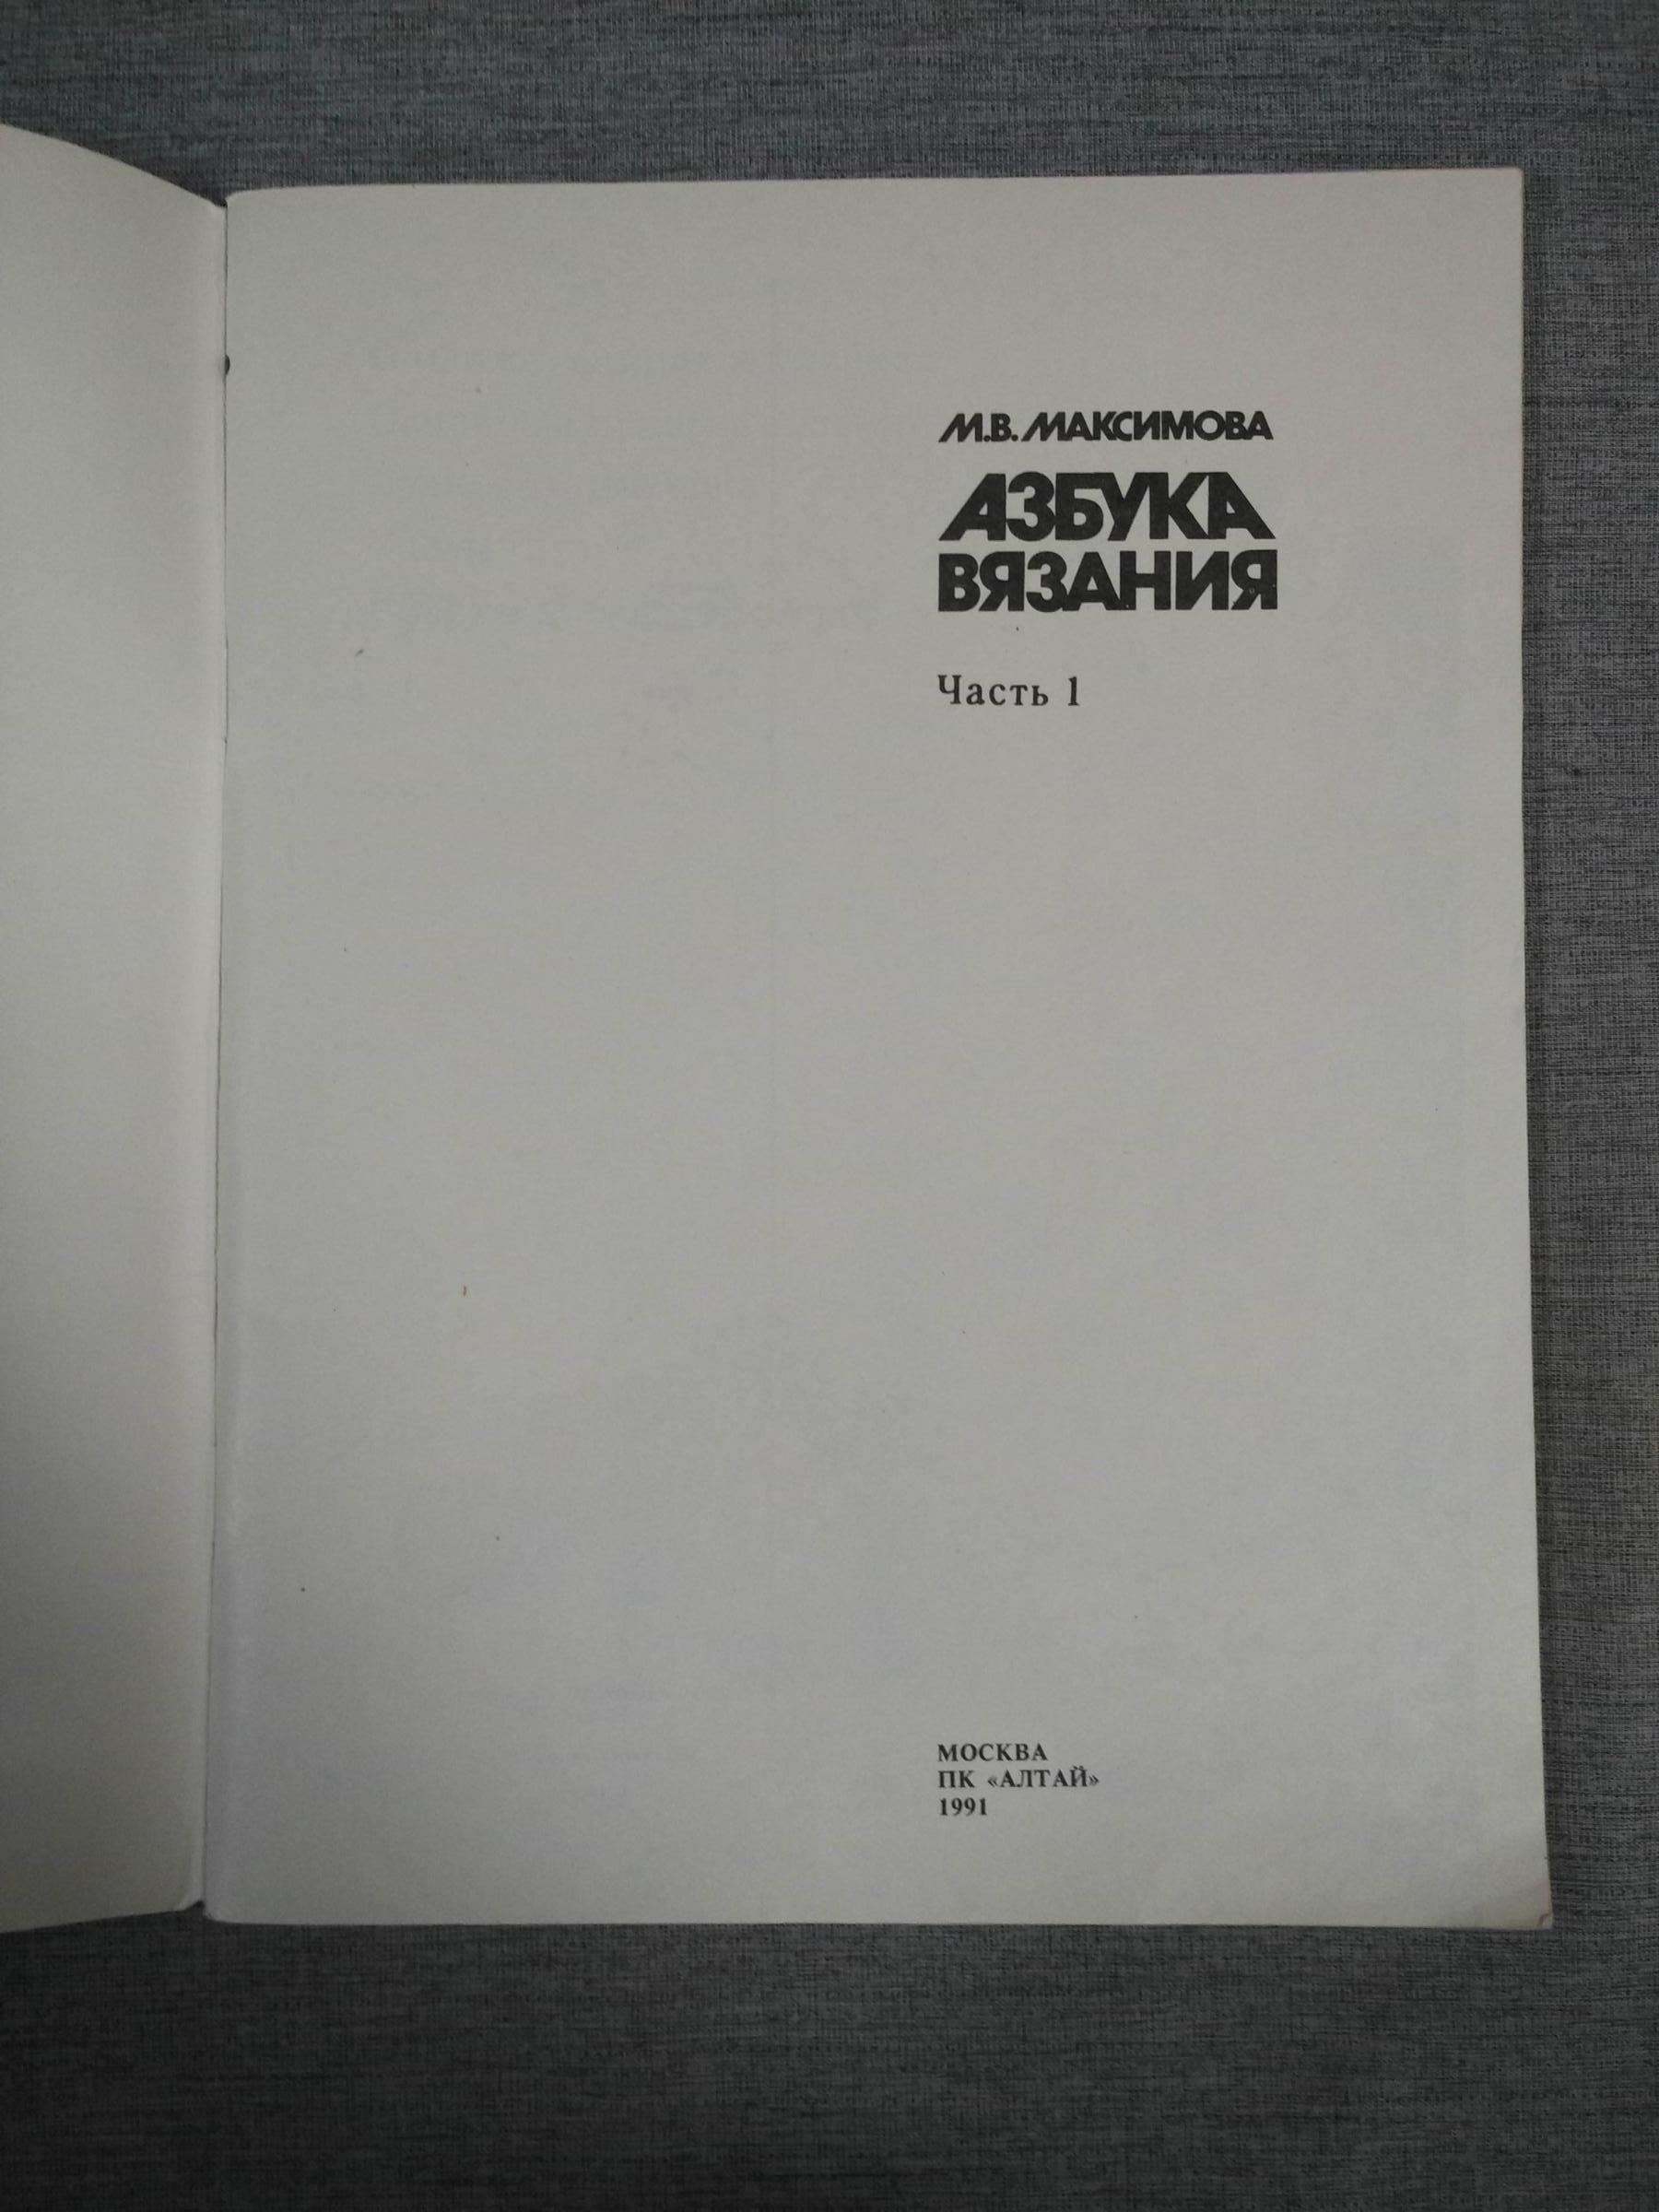 М.В. МАКСИМОВА
АЗБУКА
ВЯЗАНИЯ
Часть 1
МОСКВА
ПК «АЛТАЙ»
1991